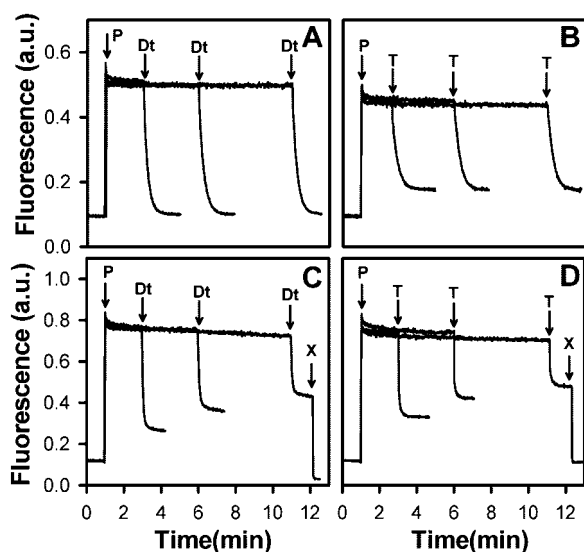 Fluorescence (a.u.)
0.6
0.4
0.2
0.0
P
Dt
Dt
Dt
A
P
T
T
T
B
Fluorescence (a.u.)
1.0
0.8
0.6
0.4
0.2
0.0
P
Dt
Dt
Dt
X
C
P
T
T
T
X
D
0 2 4 6 8 10 12
0 2 4 6 8 10 12
Time(min)
Time(min)